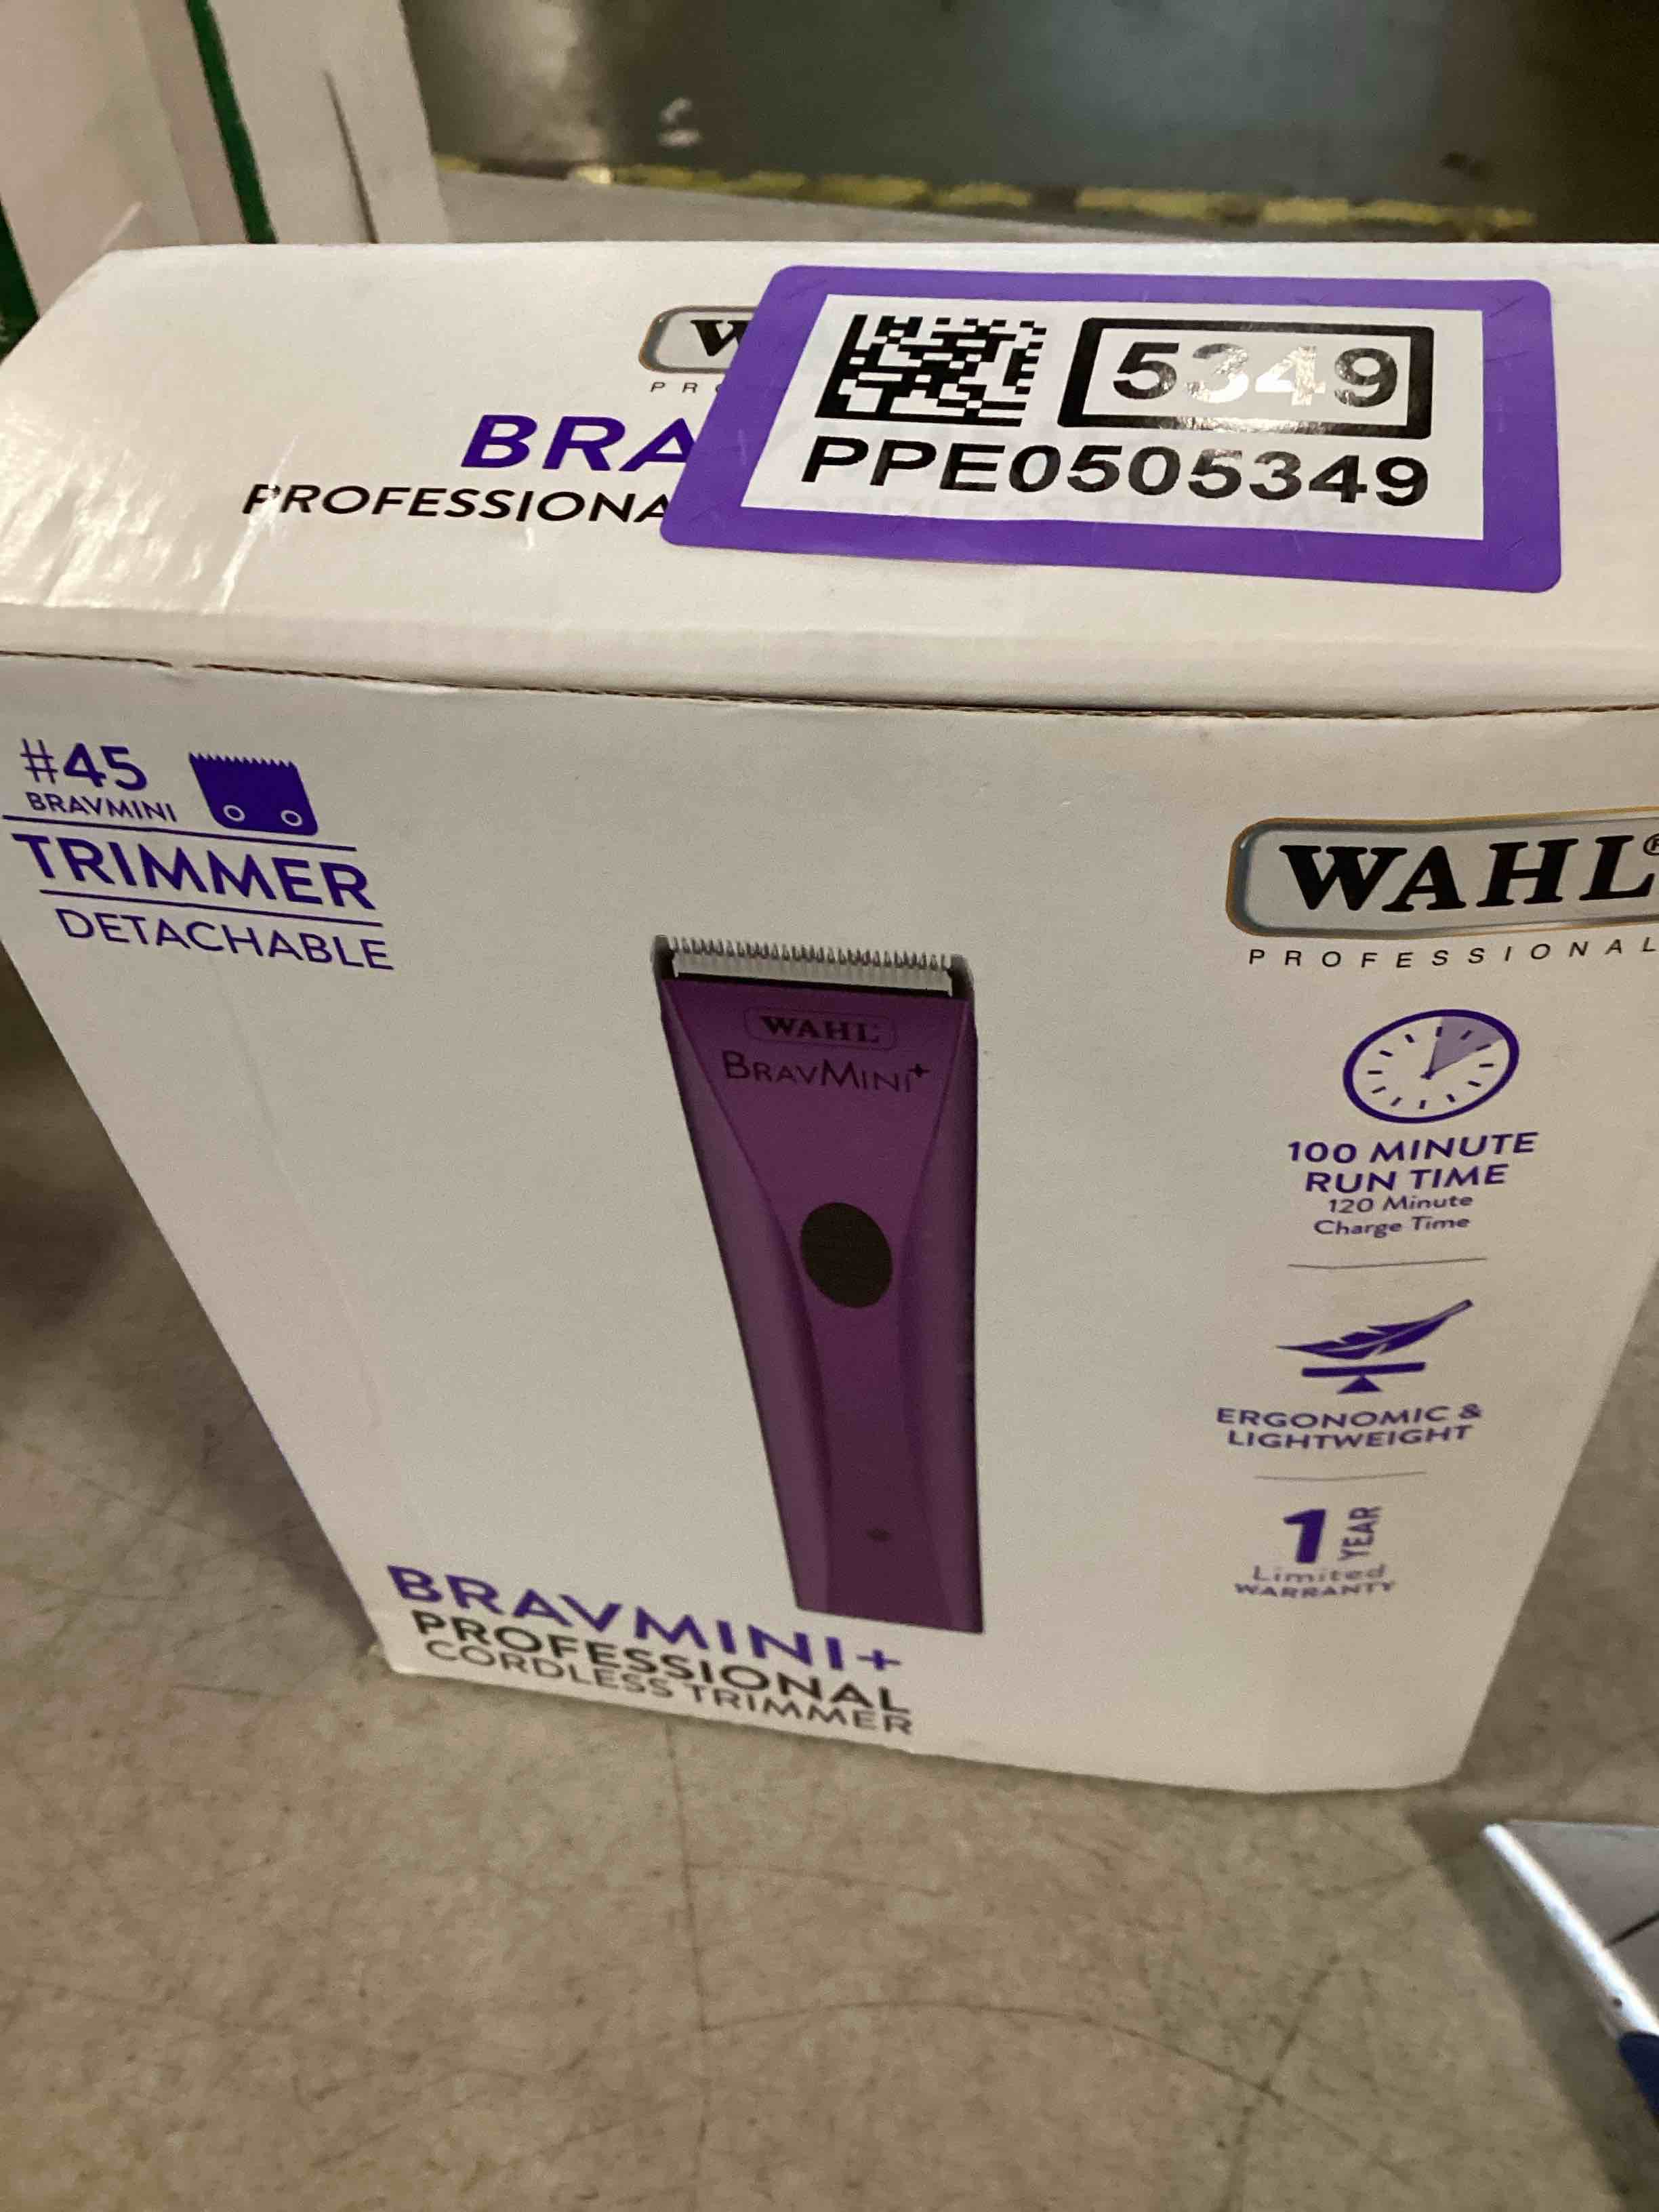 W
PRO
BRA
PROFESSIONA
5349
PPE0505349
#45
BRAVMINI
TRIMMER
DETACHABLE
WAHL®
PROFESSIONAL
WAHL
BRAVMINI+
100 MINUTE
RUN TIME
120 Minute
Charge Time
ERGONOMIC &
LIGHTWEIGHT
1 YEAR
Limited
WARRANTY
BRAVMINI+
PROFESSIONAL
CORDLESS TRIMMER